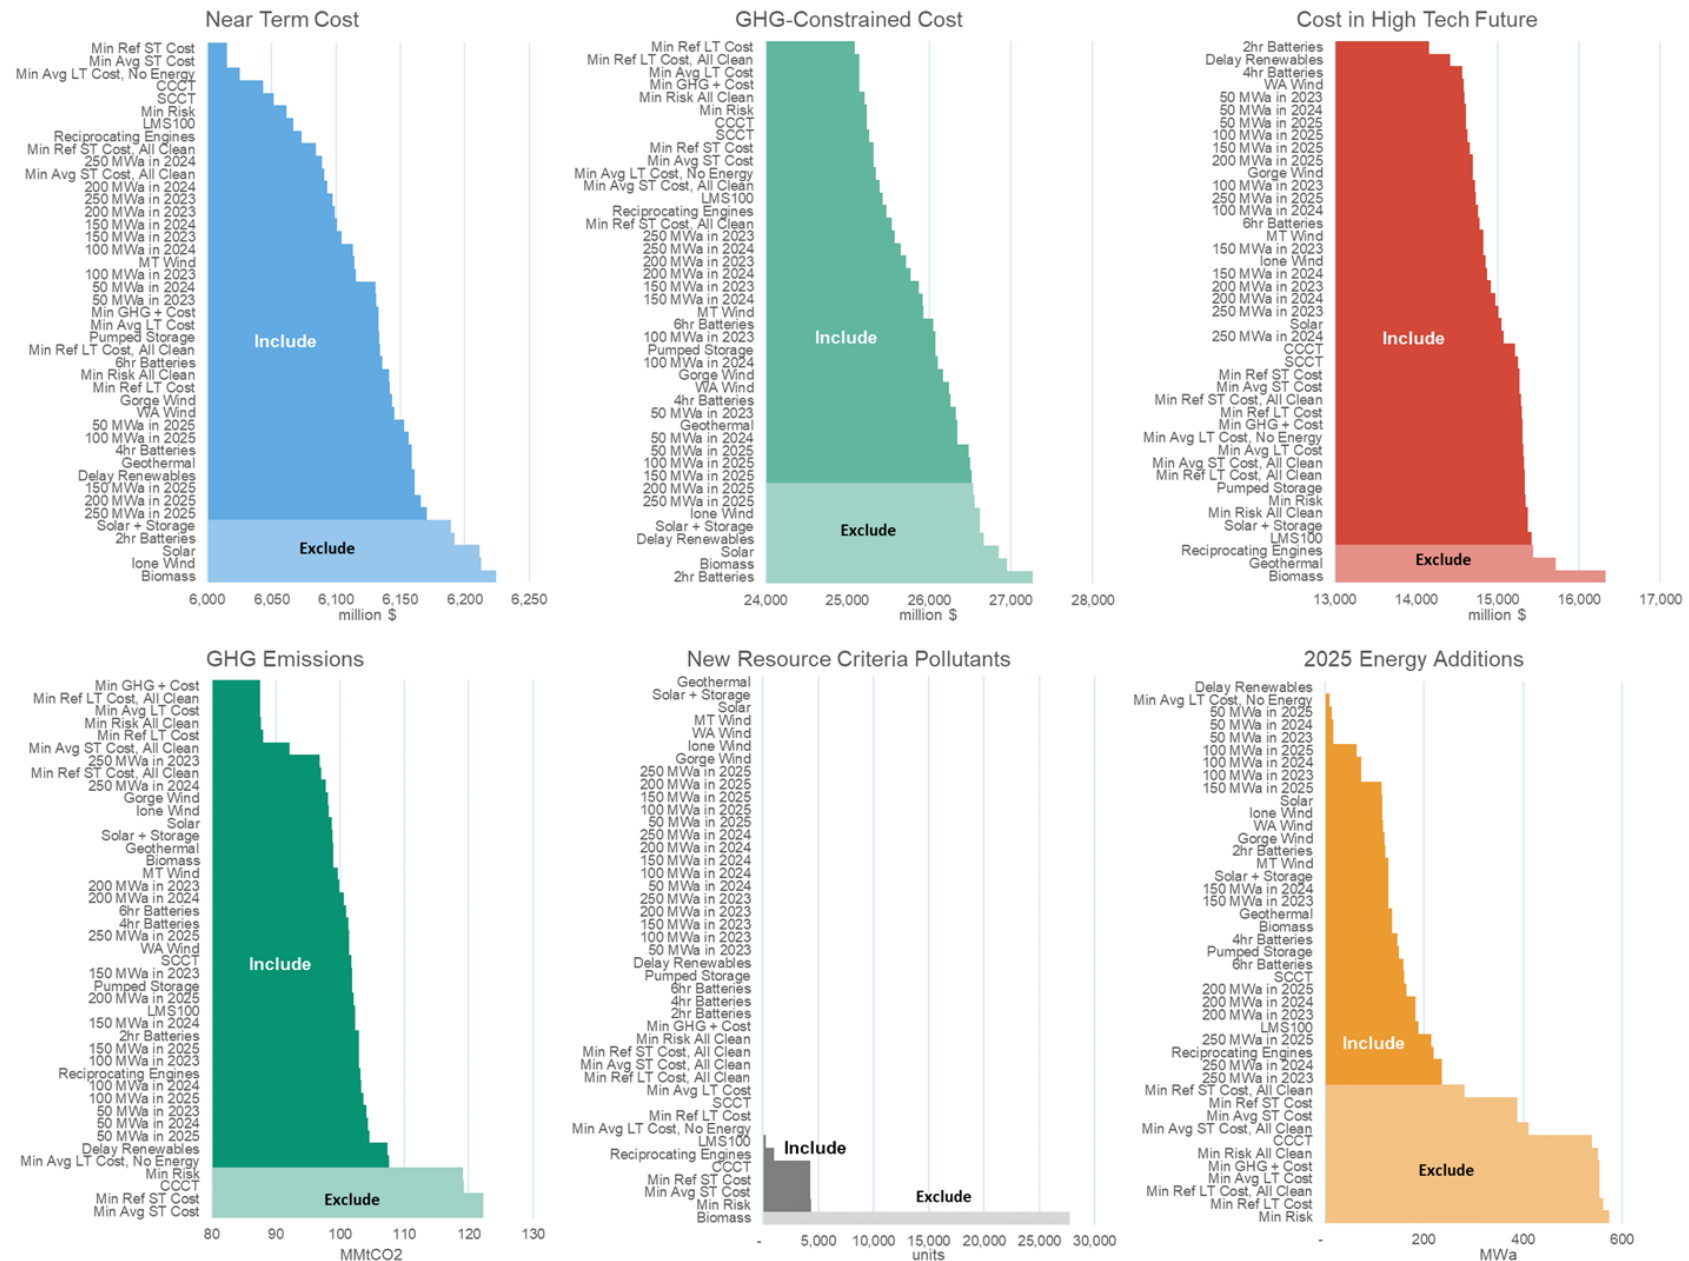 Near Term Cost
Min Ref ST Cost
Min Avg ST Cost
Min Avg LT Cost, No Energy
CCCT
SCCT
Min Risk
LMS100
Reciprocating Engines
Min Ref ST Cost, All Clean
250 MWa in 2024
Min Avg ST Cost, All Clean
200 MWa in 2024
250 MWa in 2023
200 MWa in 2023
150 MWa in 2024
150 MWa in 2023
100 MWa in 2024
MT Wind
100 MWa in 2023
50 MWa in 2024
50 MWa in 2023
Min GHG + Cost
Min Avg LT Cost
Pumped Storage
Min Ref LT Cost, All Clean
6hr Batteries
Min Risk All Clean
Min Ref LT Cost
Gorge Wind
WA Wind
50 MWa in 2025
100 MWa in 2025
4hr Batteries
Geothermal
Delay Renewables
150 MWa in 2025
200 MWa in 2025
250 MWa in 2025
Solar + Storage
2hr Batteries
Solar
Ione Wind
Biomass
Include
Exclude
6,000 6,050 6,100 6,150 6,200 6,250
million $
GHG-Constrained Cost
Min Ref LT Cost
Min Ref LT Cost, All Clean
Min Avg LT Cost
Min GHG + Cost
Min Risk All Clean
Min Risk
CCCT
SCCT
Min Ref ST Cost
Min Avg ST Cost
Min Avg LT Cost, No Energy
Min Avg ST Cost, All Clean
LMS100
Reciprocating Engines
Min Ref ST Cost, All Clean
250 MWa in 2023
250 MWa in 2024
200 MWa in 2023
200 MWa in 2024
150 MWa in 2023
150 MWa in 2024
MT Wind
6hr Batteries
100 MWa in 2023
Pumped Storage
100 MWa in 2024
Gorge Wind
WA Wind
4hr Batteries
50 MWa in 2023
Geothermal
50 MWa in 2024
50 MWa in 2025
100 MWa in 2025
150 MWa in 2025
200 MWa in 2025
250 MWa in 2025
Ione Wind
Solar + Storage
Delay Renewables
Solar
Biomass
2hr Batteries
Include
Exclude
24,000 25,000 26,000 27,000 28,000
million $
Cost in High Tech Future
2hr Batteries
Delay Renewables
4hr Batteries
WA Wind
50 MWa in 2023
50 MWa in 2024
50 MWa in 2025
100 MWa in 2025
150 MWa in 2025
200 MWa in 2025
Gorge Wind
100 MWa in 2023
250 MWa in 2025
100 MWa in 2024
6hr Batteries
MT Wind
150 MWa in 2023
Ione Wind
150 MWa in 2024
200 MWa in 2023
200 MWa in 2024
250 MWa in 2023
Solar
250 MWa in 2024
CCCT
SCCT
Min Ref ST Cost
Min Avg ST Cost
Min Ref ST Cost, All Clean
Min Ref LT Cost
Min GHG + Cost
Min Avg LT Cost, No Energy
Min Avg LT Cost
Min Avg ST Cost, All Clean
Min Ref LT Cost, All Clean
Pumped Storage
Min Risk
Min Risk All Clean
Solar + Storage
LMS100
Reciprocating Engines
Geothermal
Biomass
Include
Exclude
13,000 14,000 15,000 16,000 17,000
million $
GHG Emissions
Min GHG + Cost
Min Ref LT Cost, All Clean
Min Avg LT Cost
Min Risk All Clean
Min Ref LT Cost
Min Avg ST Cost, All Clean
250 MWa in 2023
Min Ref ST Cost, All Clean
250 MWa in 2024
Gorge Wind
Ione Wind
Solar
Solar + Storage
Geothermal
Biomass
MT Wind
200 MWa in 2023
200 MWa in 2024
6hr Batteries
4hr Batteries
250 MWa in 2025
WA Wind
SCCT
150 MWa in 2023
Pumped Storage
200 MWa in 2025
LMS100
150 MWa in 2024
2hr Batteries
150 MWa in 2025
100 MWa in 2023
Reciprocating Engines
100 MWa in 2024
100 MWa in 2025
50 MWa in 2023
50 MWa in 2024
50 MWa in 2025
Delay Renewables
Min Avg LT Cost, No Energy
Min Risk
CCCT
Min Ref ST Cost
Min Avg ST Cost
Include
Exclude
80 90 100 110 120 130
MMtCO2
New Resource Criteria Pollutants
Geothermal
Solar + Storage
Solar
MT Wind
WA Wind
Ione Wind
Gorge Wind
250 MWa in 2025
200 MWa in 2025
150 MWa in 2025
100 MWa in 2025
50 MWa in 2025
250 MWa in 2024
200 MWa in 2024
150 MWa in 2024
100 MWa in 2024
50 MWa in 2024
250 MWa in 2023
200 MWa in 2023
150 MWa in 2023
100 MWa in 2023
50 MWa in 2023
Delay Renewables
Pumped Storage
6hr Batteries
4hr Batteries
2hr Batteries
Min GHG + Cost
Min Risk All Clean
Min Ref ST Cost, All Clean
Min Avg ST Cost, All Clean
Min Ref LT Cost, All Clean
Min Avg LT Cost
SCCT
Min Ref LT Cost
Min Avg LT Cost, No Energy
LMS100
Reciprocating Engines
CCCT
Min Ref ST Cost
Min Avg ST Cost
Min Risk
Biomass
Include
Exclude
- 5,000 10,000 15,000 20,000 25,000 30,000
units
2025 Energy Additions
Delay Renewables
Min Avg LT Cost, No Energy
50 MWa in 2025
50 MWa in 2024
50 MWa in 2023
100 MWa in 2025
100 MWa in 2024
100 MWa in 2023
150 MWa in 2025
Solar
Ione Wind
WA Wind
Gorge Wind
2hr Batteries
MT Wind
Solar + Storage
150 MWa in 2024
150 MWa in 2023
Geothermal
Biomass
4hr Batteries
Pumped Storage
6hr Batteries
SCCT
200 MWa in 2025
200 MWa in 2024
200 MWa in 2023
LMS100
250 MWa in 2025
Reciprocating Engines
250 MWa in 2024
250 MWa in 2023
Min Ref ST Cost, All Clean
Min Ref ST Cost
Min Avg ST Cost
Min Avg ST Cost, All Clean
CCCT
Min Risk All Clean
Min GHG + Cost
Min Avg LT Cost
Min Ref LT Cost, All Clean
Min Ref LT Cost
Min Risk
Include
Exclude
- 200 400 600
MWa